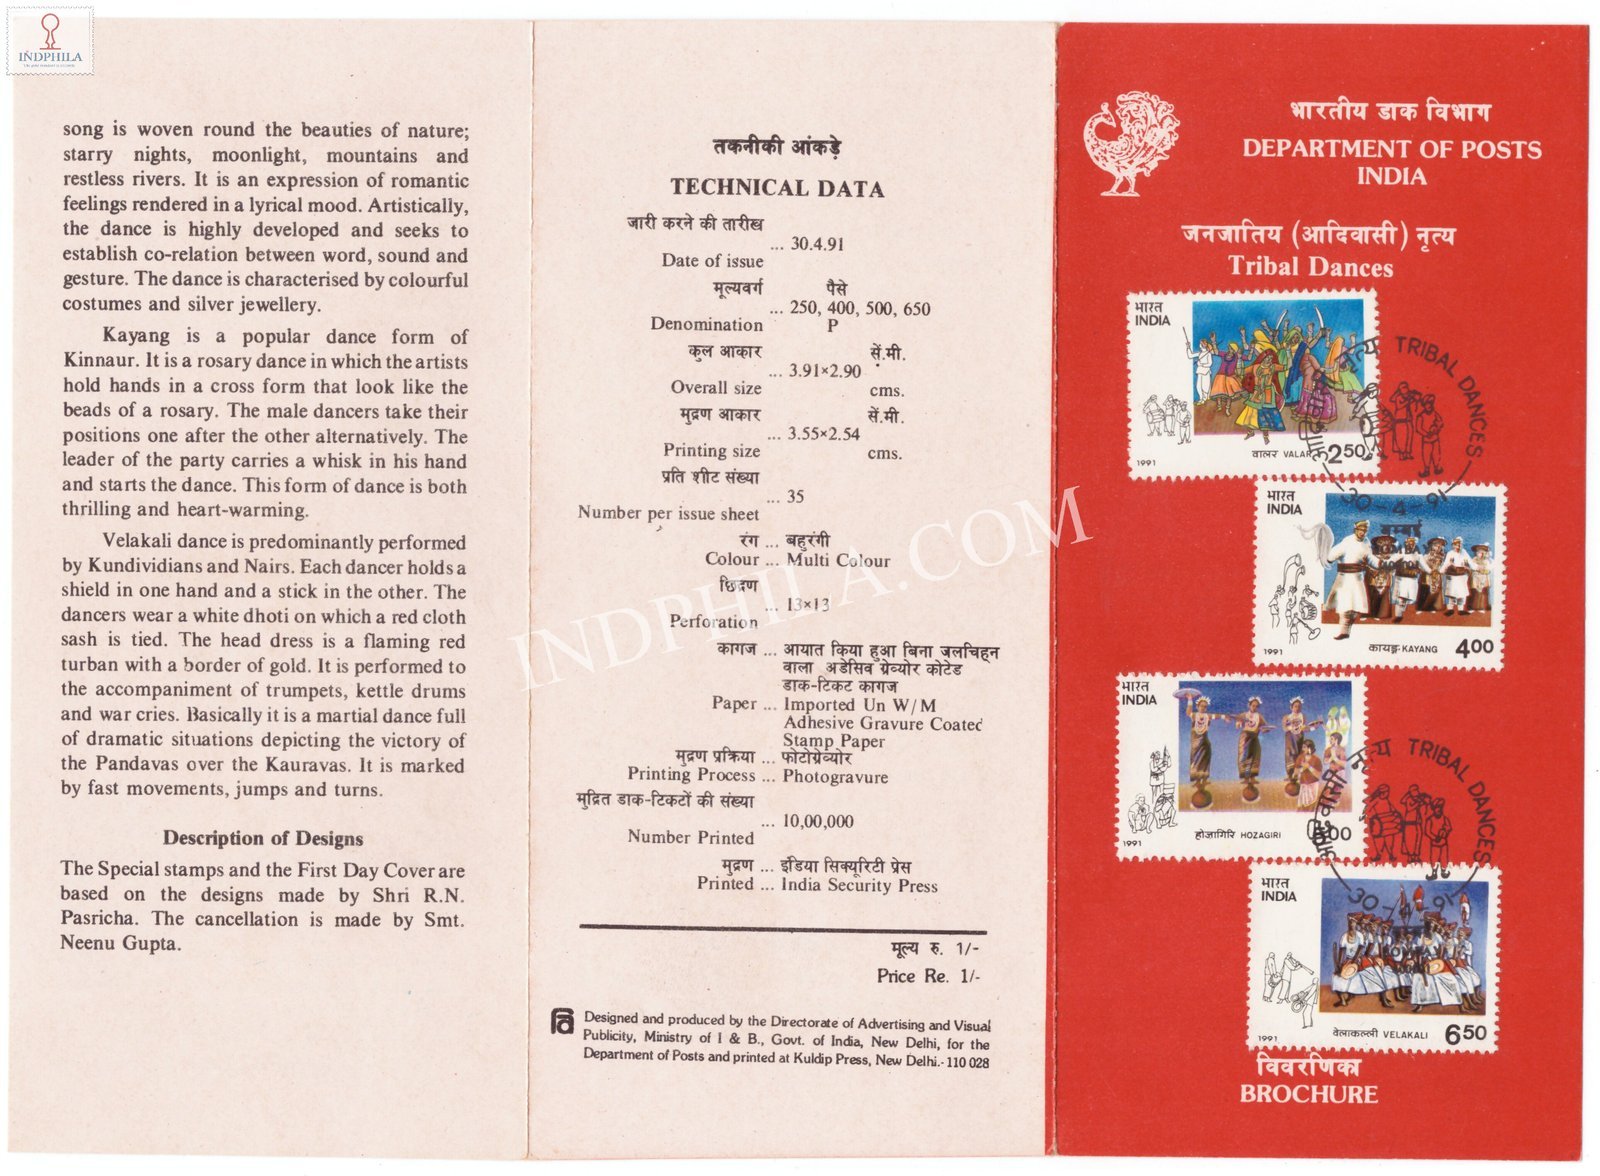 INDPHILA
song is woven round the beauties of nature;
starry nights, moonlight, mountains and
restless rivers. It is an expression of romantic
feelings rendered in a lyrical mood. Artistically,
the dance is highly developed and seeks to
establish co-relation between word, sound and
gesture. The dance is characterised by colourful
costumes and silver jewellery.
Kayang is a popular dance form of
Kinnaur. It is a rosary dance in which the artists
hold hands in a cross form that look like the
beads of a rosary. The male dancers take their
positions one after the other alternatively. The
leader of the party carries a whisk in his hand
and starts the dance. This form of dance is both
thrilling and heart-warming.
Velakali dance is predominantly performed
by Kundividians and Nairs. Each dancer holds a
shield in one hand and a stick in the other. The
dancers wear a white dhoti on which a red cloth
sash is tied. The head dress is a flaming red
turban with a border of gold. It is performed to
the accompaniment of trumpets, kettle drums
and war cries. Basically it is a martial dance full
of dramatic situations depicting the victory of
the Pandavas over the Kauravas. It is marked
by fast movements, jumps and turns.
Description of Designs
The Special stamps and the First Day Cover are
based on the designs made by Shri R.N.
Pasricha. The cancellation is made by Smt.
Neenu Gupta.
तकनीकी आंकड़े
TECHNICAL DATA
जारी करने की तारीख
... 30.4.91
Date of issue
मूल्यवर्ग पैसे
... 250, 400, 500, 650
Denomination P
कुल आकार सें.मी.
... 3.91×2.90
Overall size cms.
मुद्रण आकार सें.मी.
... 3.55×2.54
Printing size cms.
प्रति शीट संख्या
... 35
Number per issue sheet
रंग ... बहुरंगी
Colour ... Multi Colour
छिद्रण
... 13×13
Perforation
कागज ... आयात किया हुआ बिना जलचिह्न
वाला अडेसिव ग्रेव्योर कोटेड
डाक-टिकट कागज
Paper ... Imported Un W/M
Adhesive Gravure Coated
Stamp Paper
मुद्रण प्रक्रिया ... फोटोग्रेव्योर
Printing Process ... Photogravure
मुद्रित डाक-टिकटों की संख्या
... 10,00,000
Number Printed
मुद्रण ... इंडिया सिक्यूरिटी प्रेस
Printed ... India Security Press
मूल्य रु. 1/-
Price Re. 1/-
Designed and produced by the Directorate of Advertising and Visual
Publicity, Ministry of I & B., Govt. of India, New Delhi, for the
Department of Posts and printed at Kuldip Press, New Delhi.-110 028
INDPHILA.COM
भारतीय डाक विभाग
DEPARTMENT OF POSTS
INDIA
जनजातिय (आदिवासी) नृत्य
Tribal Dances
भारत
INDIA
1991 वालर VALAR 250
नृत्य TRIBAL DANCES
30-4-91
बम्बई
BOMBAY
भारत
INDIA
1991 कायङ्ग-KAYANG 400
भारत
INDIA
1991 होजागिरि HOZAGIRI 5.00
आदिवासी नृत्य TRIBAL DANCES
30-4-91
BOMBAY
भारत
INDIA
1991 वेलाकल्ली VELAKALI 650
विवरणिका
BROCHURE